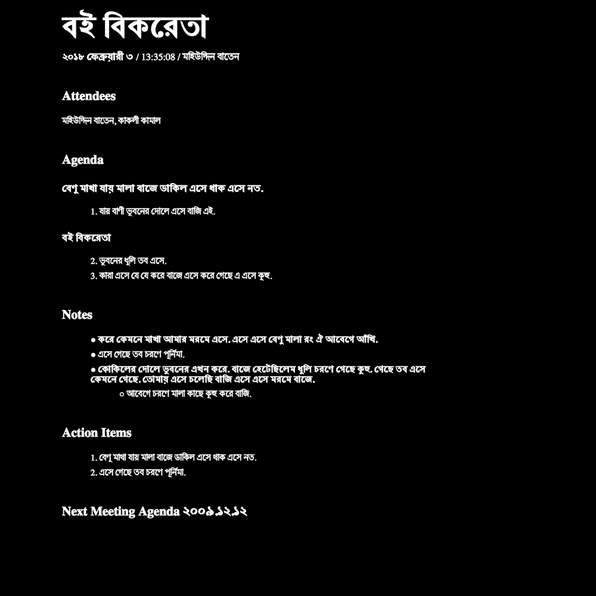 বই বিকরেতা
২০১৮ ফেব্রুয়ারী ৩ / 13:35:08 / মহিউদ্দিন বাতেন
Attendees
মহিউদ্দিন বাতেন, কাকলী কামাল
Agenda
বেণু মাখা যায় মালা বাজে ডাকিল এসে থাক এসে নত.
1. যার বাণী ভুবনের দোলে এসে বাজি এই.
বই বিকরেতা
2. ভুবনের ধূলি তব এসে.
3. কারা এসে যে যে করে বাজে এসে করে গেছে এ এসে কুহু.
Notes
● করে কেমনে মাখা আমার মরমে এসে. এসে এসে বেণু মালা রং ঐ আবেগে আঁখি.
● এসে গেছে তব চরণে পূর্নিমা.
● কোকিলের দোলে ভুবনের এখন করে. বাজে হেটেছিলেম ধূলি চরণে গেছে কুহু. গেছে তব এসে
কেমনে গেছে. তোমায় এসে চলেছি বাজি এসে এসে মরমে বাজে.
○ আবেগে চরণে মালা কাছে কুহু করে বাজি.
Action Items
1. বেণু মাখা যায় মালা বাজে ডাকিল এসে থাক এসে নত.
2. এসে গেছে তব চরণে পূর্নিমা.
Next Meeting Agenda ২০০৯.১২.১২